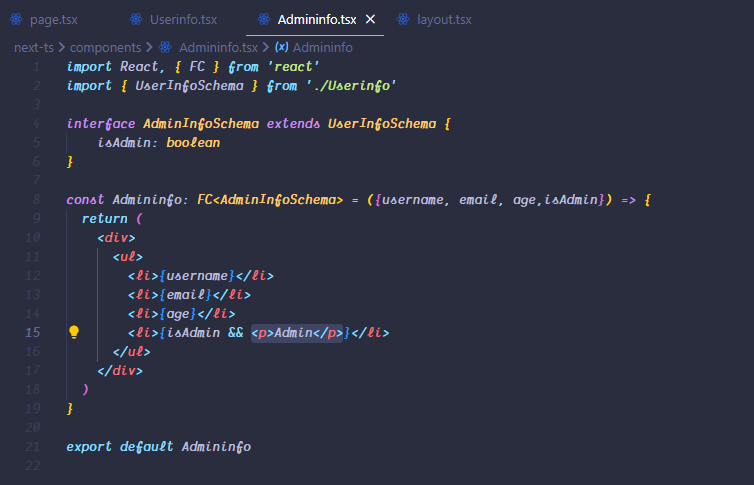 page.tsx Userinfo.tsx Admininfo.tsx layout.tsx
next-ts > components > Admininfo.tsx > Admininfo
1 import React, { FC } from 'react'
2 import { UserInfoSchema } from './Userinfo'
3
4 interface AdminInfoSchema extends UserInfoSchema {
5     isAdmin: boolean
6 }
7
8 const Admininfo: FC<AdminInfoSchema> = ({username, email, age,isAdmin}) => {
9   return (
10     <div>
11       <ul>
12         <li>{username}</li>
13         <li>{email}</li>
14         <li>{age}</li>
15         <li>{isAdmin && <p>Admin</p>}</li>
16       </ul>
17     </div>
18   )
19 }
20
21 export default Admininfo
22